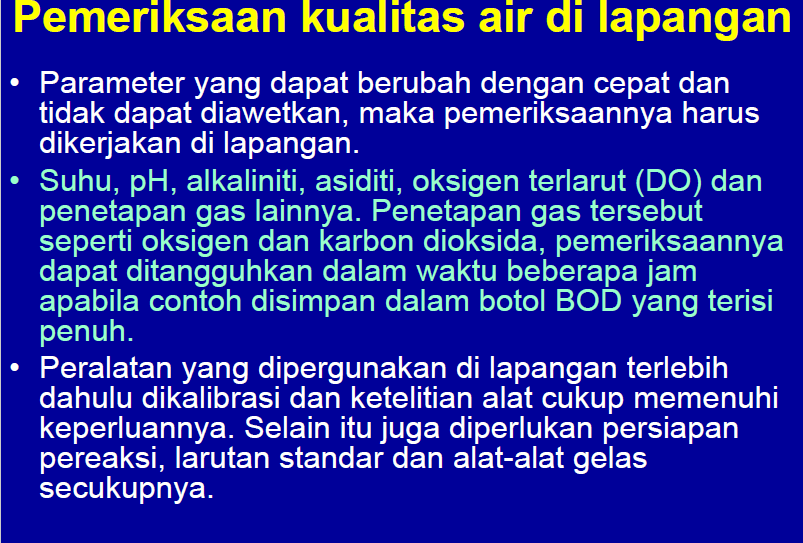 Pemeriksaan kualitas air di lapangan
• Parameter yang dapat berubah dengan cepat dan
tidak dapat diawetkan, maka pemeriksaannya harus
dikerjakan di lapangan.
• Suhu, pH, alkaliniti, asiditi, oksigen terlarut (DO) dan
penetapan gas lainnya. Penetapan gas tersebut
seperti oksigen dan karbon dioksida, pemeriksaannya
dapat ditangguhkan dalam waktu beberapa jam
apabila contoh disimpan dalam botol BOD yang terisi
penuh.
• Peralatan yang dipergunakan di lapangan terlebih
dahulu dikalibrasi dan ketelitian alat cukup memenuhi
keperluannya. Selain itu juga diperlukan persiapan
pereaksi, larutan standar dan alat-alat gelas
secukupnya.